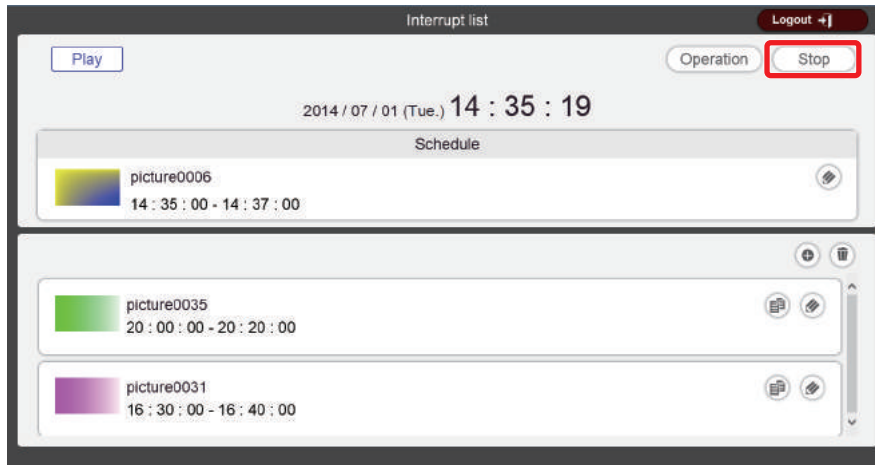 Interrupt list
Logout
Play
Operation
Stop
2014 / 07 / 01 (Tue.) 14 : 35 : 19
Schedule
picture0006
14 : 35 : 00 - 14 : 37 : 00
picture0035
20 : 00 : 00 - 20 : 20 : 00
picture0031
16 : 30 : 00 - 16 : 40 : 00